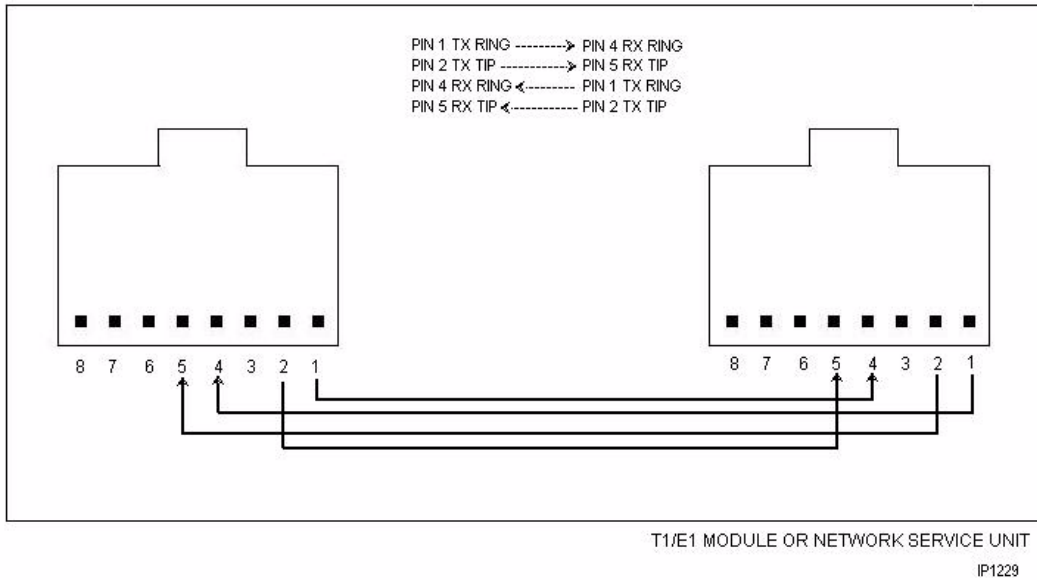 PIN 1 TX RING --------> PIN 4 RX RING
PIN 2 TX TIP ----------> PIN 5 RX TIP
PIN 4 RX RING <--------- PIN 1 TX RING
PIN 5 RX TIP <----------- PIN 2 TX TIP
8 7 6 5 4 3 2 1
8 7 6 5 4 3 2 1
T1/E1 MODULE OR NETWORK SERVICE UNIT
IP1229